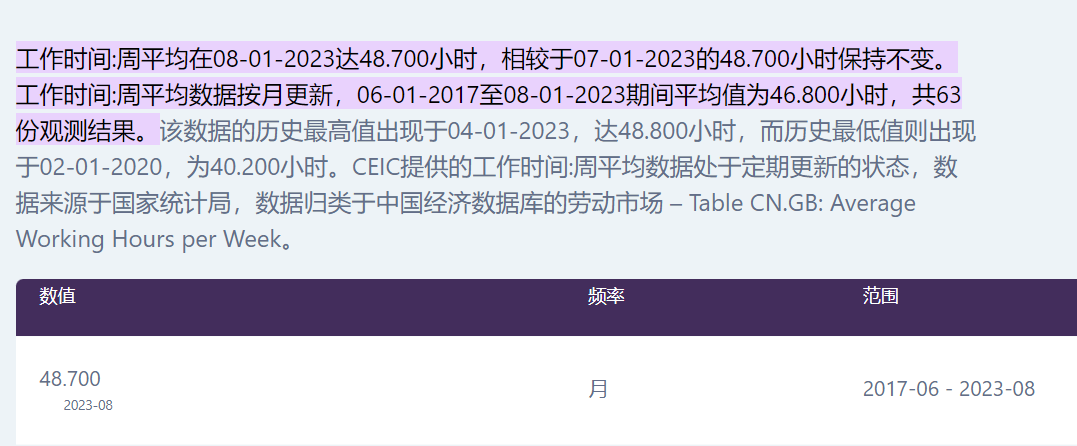 工作时间:周平均在08-01-2023达48.700小时，相较于07-01-2023的48.700小时保持不变。
工作时间:周平均数据按月更新，06-01-2017至08-01-2023期间平均值为46.800小时，共63
份观测结果。该数据的历史最高值出现于04-01-2023，达48.800小时，而历史最低值则出现
于02-01-2020，为40.200小时。CEIC提供的工作时间:周平均数据处于定期更新的状态，数
据来源于国家统计局，数据归类于中国经济数据库的劳动市场 – Table CN.GB: Average
Working Hours per Week。
数值 频率 范围
48.700 月 2017-06 - 2023-08
2023-08